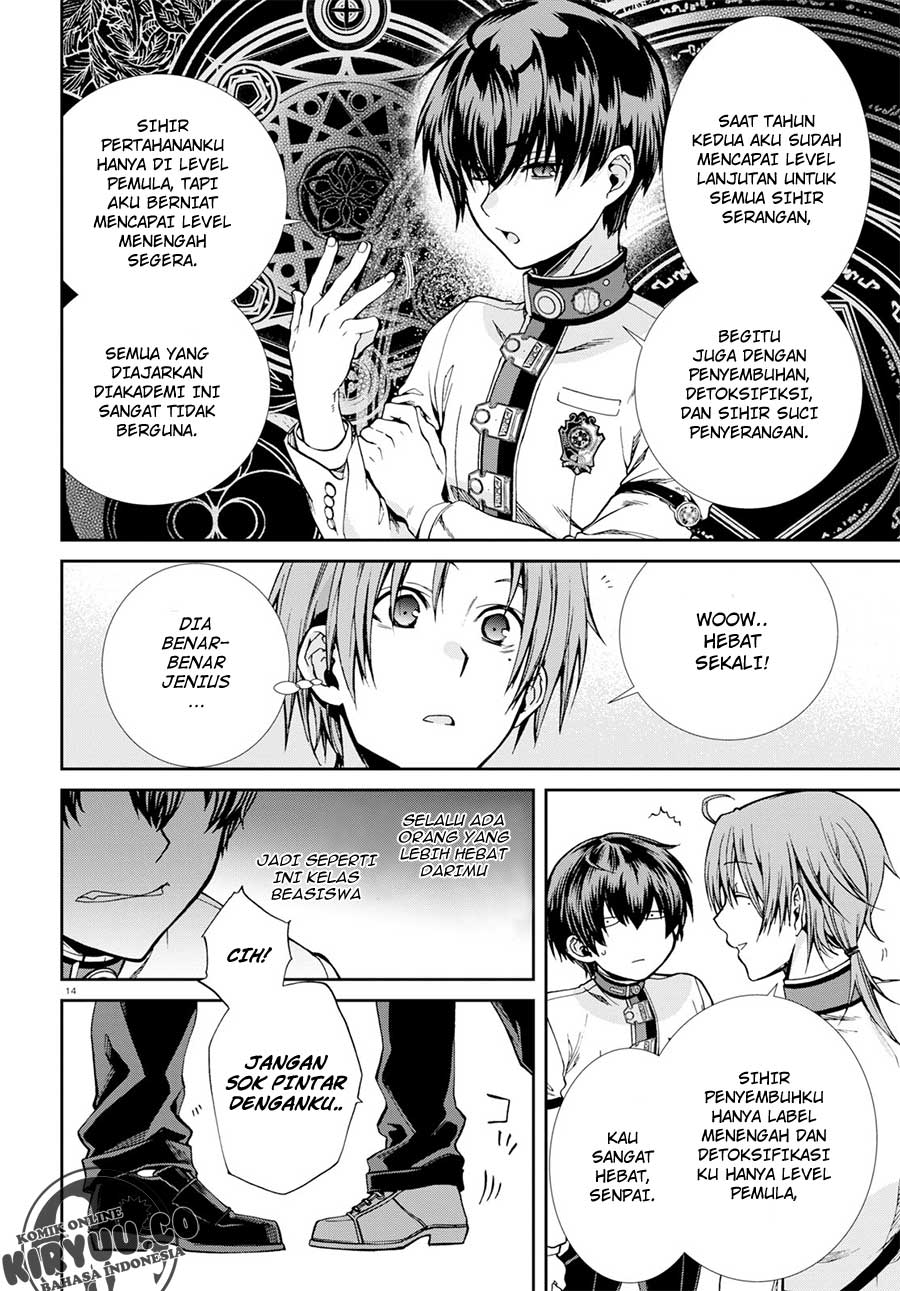 SAAT TAHUN
KEDUA AKU SUDAH
MENCAPAI LEVEL
LANJUTAN UNTUK
SEMUA SIHIR
SERANGAN,
BEGITU
JUGA DENGAN
PENYEMBUHAN,
DETOKSIFIKSI,
DAN SIHIR SUCI
PENYERANGAN.
SIHIR
PERTAHANANKU
HANYA DI LEVEL
PEMULA, TAPI
AKU BERNIAT
MENCAPAI LEVEL
MENENGAH
SEGERA.
SEMUA YANG
DIAJARKAN
DIAKADEMI INI
SANGAT TIDAK
BERGUNA.
WOOW..
HEBAT
SEKALI!
DIA
BENAR-
BENAR
JENIUS
...
SIHIR
PENYEMBUHKU
HANYA LABEL
MENENGAH DAN
DETOKSIFIKASI
KU HANYA LEVEL
PEMULA,
KAU
SANGAT
HEBAT,
SENPAI.
SELALU ADA
ORANG YANG
LEBIH HEBAT
DARIMU
JADI SEPERTI
INI KELAS
BEASISWA
CIH!
JANGAN
SOK PINTAR
DENGANKU..
14
KOMIK ONLINE
KIRYUU.CO
BAHASA INDONESIA